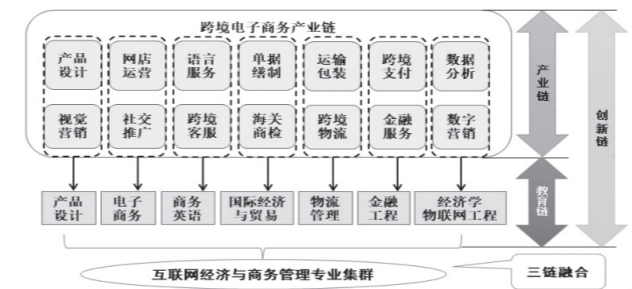 跨境电子商务产业链
产品 网店 语言 单据 运输 跨境 数据
设计 运营 服务 缮制 包装 支付 分析
视觉 社交 跨境 海关 跨境 金融 数字
营销 推广 客服 商检 物流 服务 营销
产业链
创新链
教育链
产品 电子 商务 国际经济 物流 金融 经济学
设计 商务 英语 与贸易 管理 工程 物联网工程
互联网经济与商务管理专业集群
三链融合